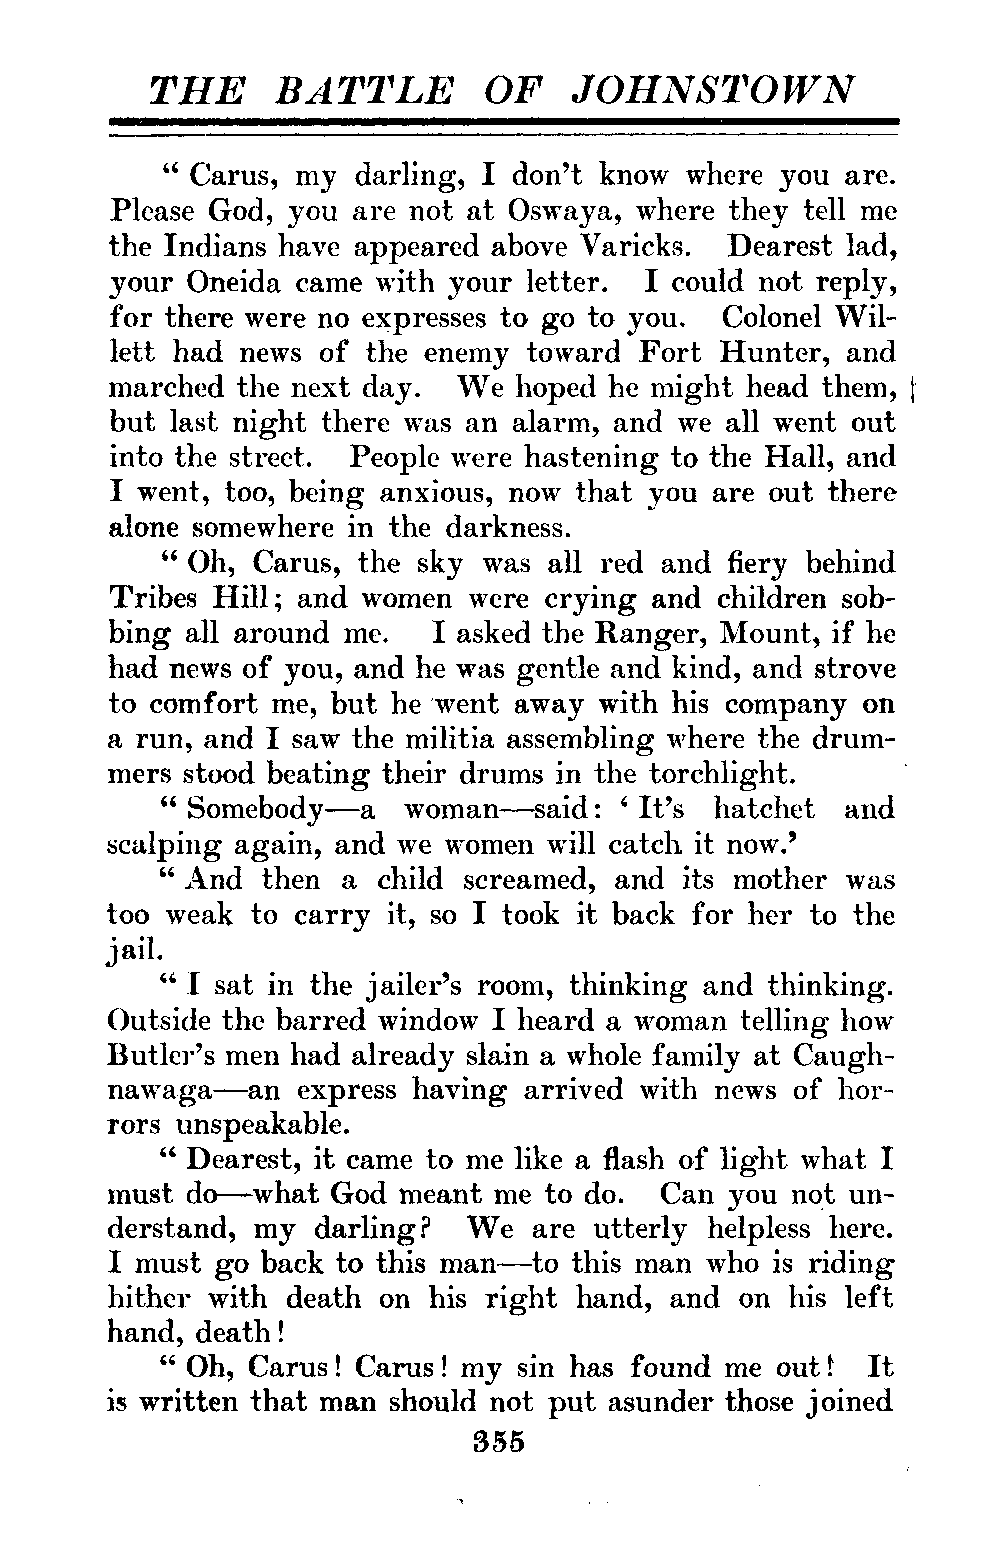 THE BATTLE OF JOHNSTOWN
“ Carus, my darling, I don’t know where you are.
Please God, you are not at Oswaya, where they tell me
the Indians have appeared above Varicks. Dearest lad,
your Oneida came with your letter. I could not reply,
for there were no expresses to go to you. Colonel Wil-
lett had news of the enemy toward Fort Hunter, and
marched the next day. We hoped he might head them,
but last night there was an alarm, and we all went out
into the street. People were hastening to the Hall, and
I went, too, being anxious, now that you are out there
alone somewhere in the darkness.
“ Oh, Carus, the sky was all red and fiery behind
Tribes Hill; and women were crying and children sob-
bing all around me. I asked the Ranger, Mount, if he
had news of you, and he was gentle and kind, and strove
to comfort me, but he went away with his company on
a run, and I saw the militia assembling where the drum-
mers stood beating their drums in the torchlight.
“ Somebody—a woman—said: ‘ It’s hatchet and
scalping again, and we women will catch it now.’
“ And then a child screamed, and its mother was
too weak to carry it, so I took it back for her to the
jail.
“ I sat in the jailer’s room, thinking and thinking.
Outside the barred window I heard a woman telling how
Butler’s men had already slain a whole family at Caugh-
nawaga—an express having arrived with news of hor-
rors unspeakable.
“ Dearest, it came to me like a flash of light what I
must do—what God meant me to do. Can you not un-
derstand, my darling? We are utterly helpless here.
I must go back to this man—to this man who is riding
hither with death on his right hand, and on his left
hand, death!
“ Oh, Carus! Carus! my sin has found me out! It
is written that man should not put asunder those joined
355